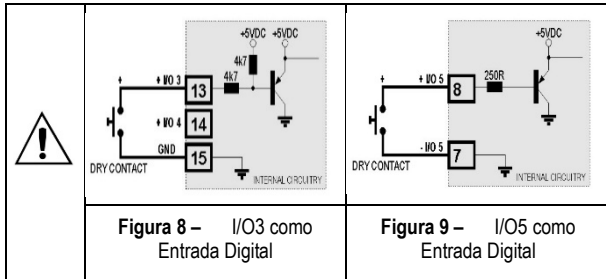 +5VDC +5VDC
4k7
+ I/O 3 13 4k7
+ I/O 4 14
GND 15
DRY CONTACT
INTERNAL CIRCUITRY
Figura 8 – I/O3 como
Entrada Digital
+5VDC
+ I/O 5 8 250R
- I/O 5 7
DRY CONTACT
INTERNAL CIRCUITRY
Figura 9 – I/O5 como
Entrada Digital